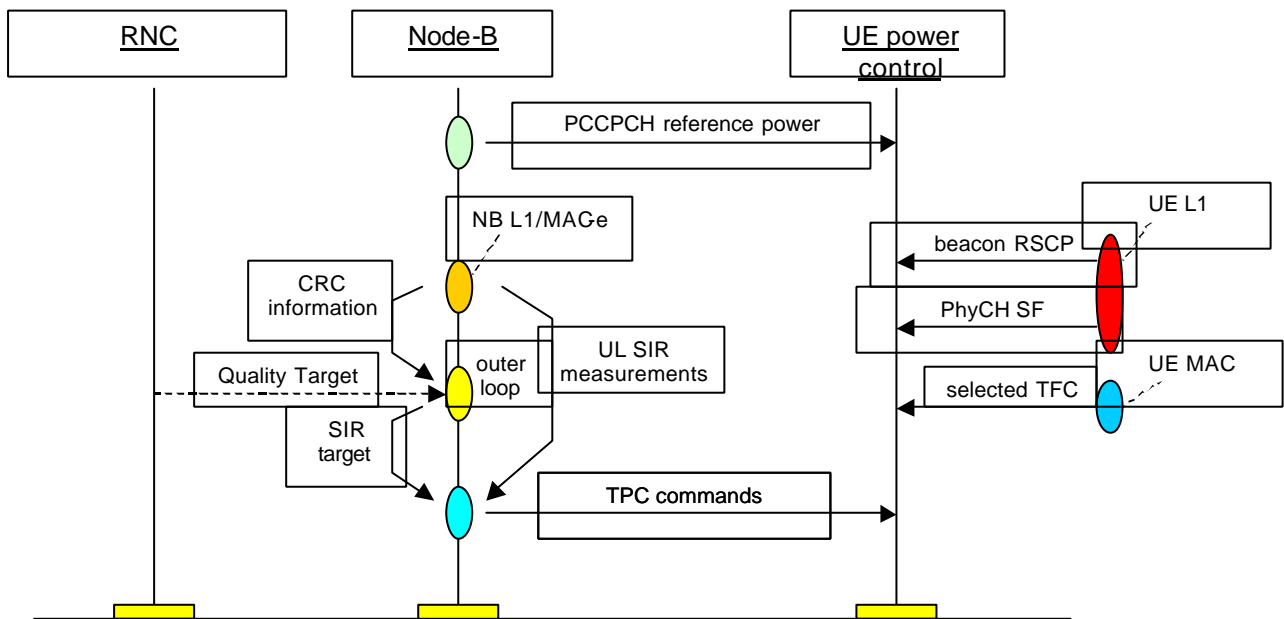 RNC
Node-B
UE power
control
PCCPCH reference power
NB L1/MAC-e
UE L1
beacon RSCP
CRC
information
PhyCH SF
outer
loop
UL SIR
measurements
Quality Target
UE MAC
selected TFC
SIR
target
TPC commands